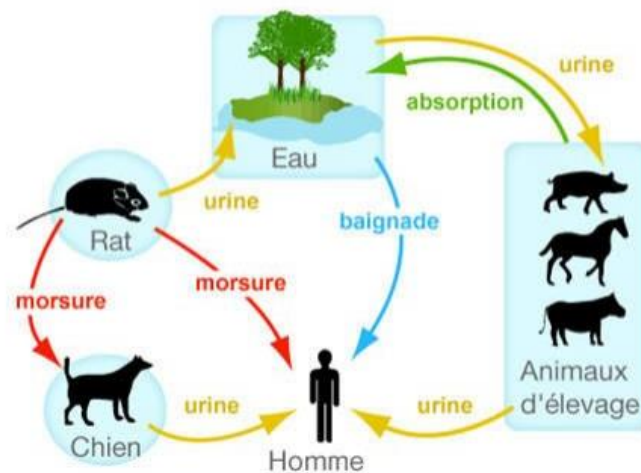 urine
absorption
Eau
urine
baignade
Rat
morsure
morsure
Animaux
d'élevage
urine
urine
Chien
Homme